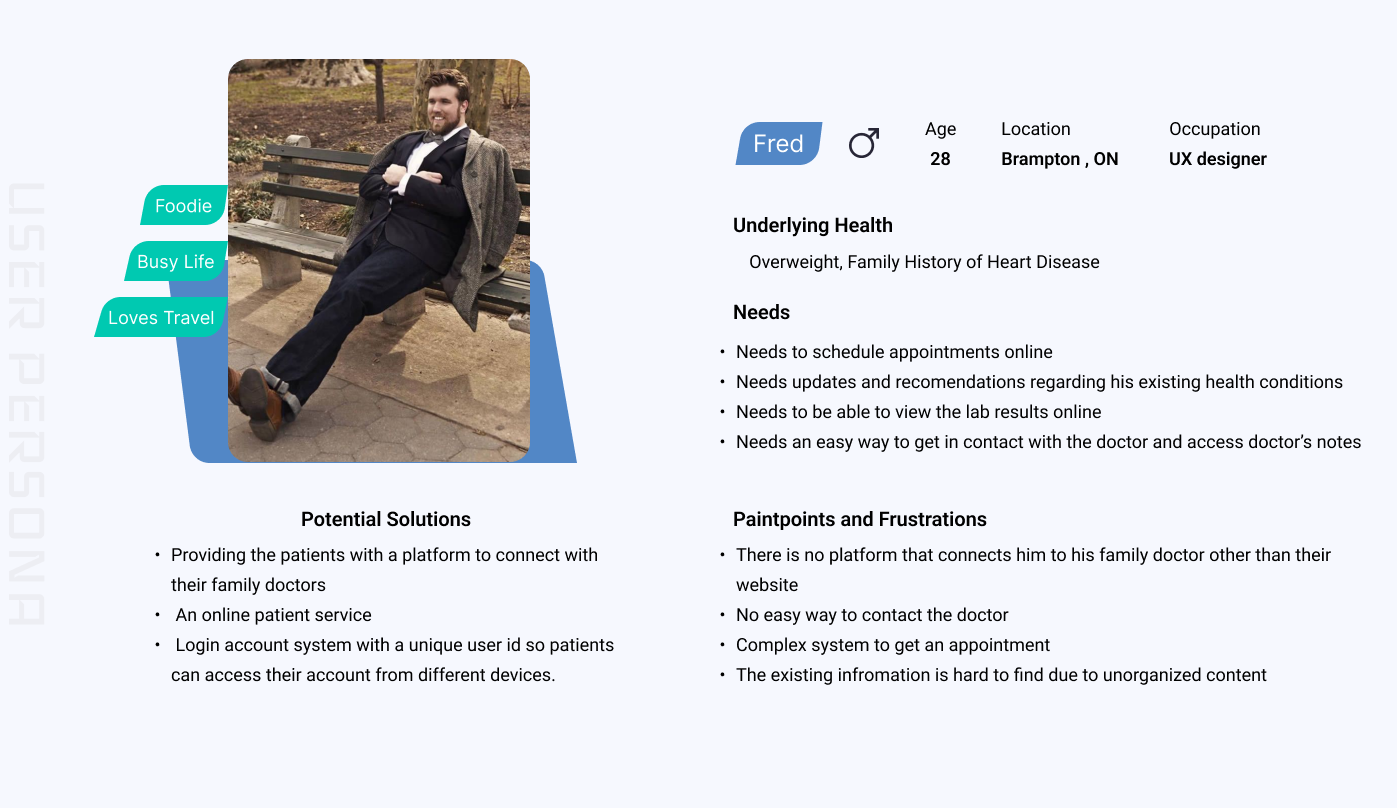 USER PERSONA
Foodie
Busy Life
Loves Travel
Fred
Age
28
Location
Brampton , ON
Occupation
UX designer
Underlying Health
Overweight, Family History of Heart Disease
Needs
• Needs to schedule appointments online
• Needs updates and recomendations regarding his existing health conditions
• Needs to be able to view the lab results online
• Needs an easy way to get in contact with the doctor and access doctor’s notes
Potential Solutions
• Providing the patients with a platform to connect with
their family doctors
• An online patient service
• Login account system with a unique user id so patients
can access their account from different devices.
Paintpoints and Frustrations
• There is no platform that connects him to his family doctor other than their
website
• No easy way to contact the doctor
• Complex system to get an appointment
• The existing infromation is hard to find due to unorganized content